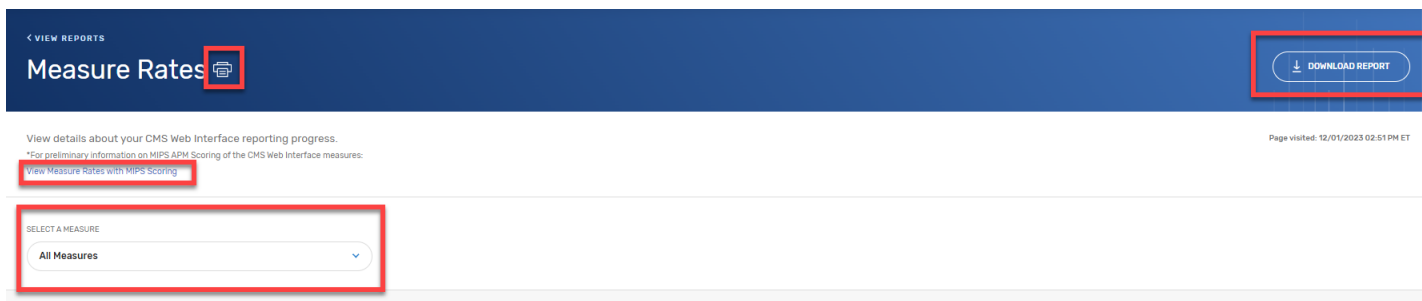 < VIEW REPORTS
Measure Rates
DOWNLOAD REPORT
View details about your CMS Web Interface reporting progress.
Page visited: 12/01/2023 02:51 PM ET
*For preliminary information on MIPS APM Scoring of the CMS Web Interface measures:
View Measure Rates with MIPS Scoring
SELECT A MEASURE
All Measures